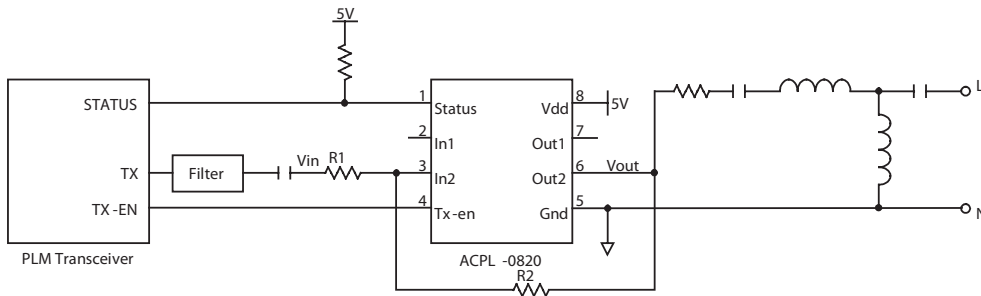 5V
STATUS
TX
TX -EN
PLM Transceiver
Filter
Vin
R1
1
2
3
4
Status
In1
In2
Tx-en
Vdd
Out1
Out2
Gnd
8
7
6
5
5V
Vout
ACPL -0820
R2
L
N